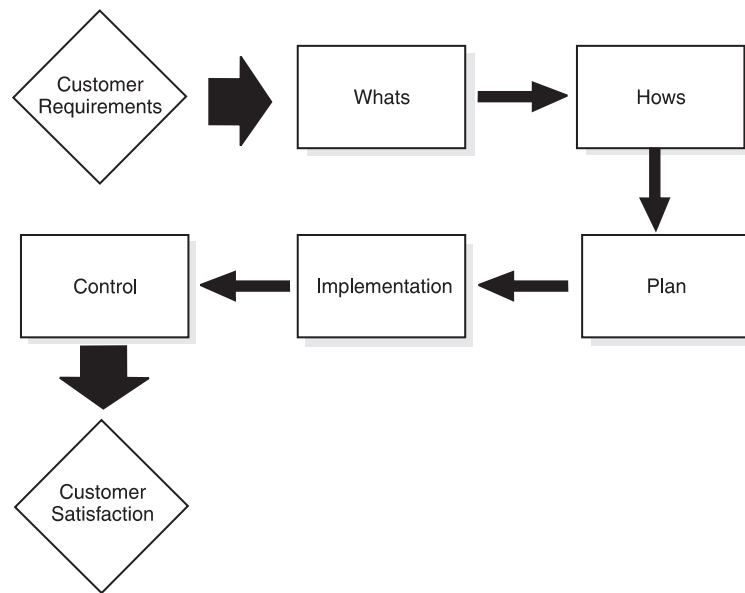 Customer
Requirements
Whats
Hows
Control
Implementation
Plan
Customer
Satisfaction